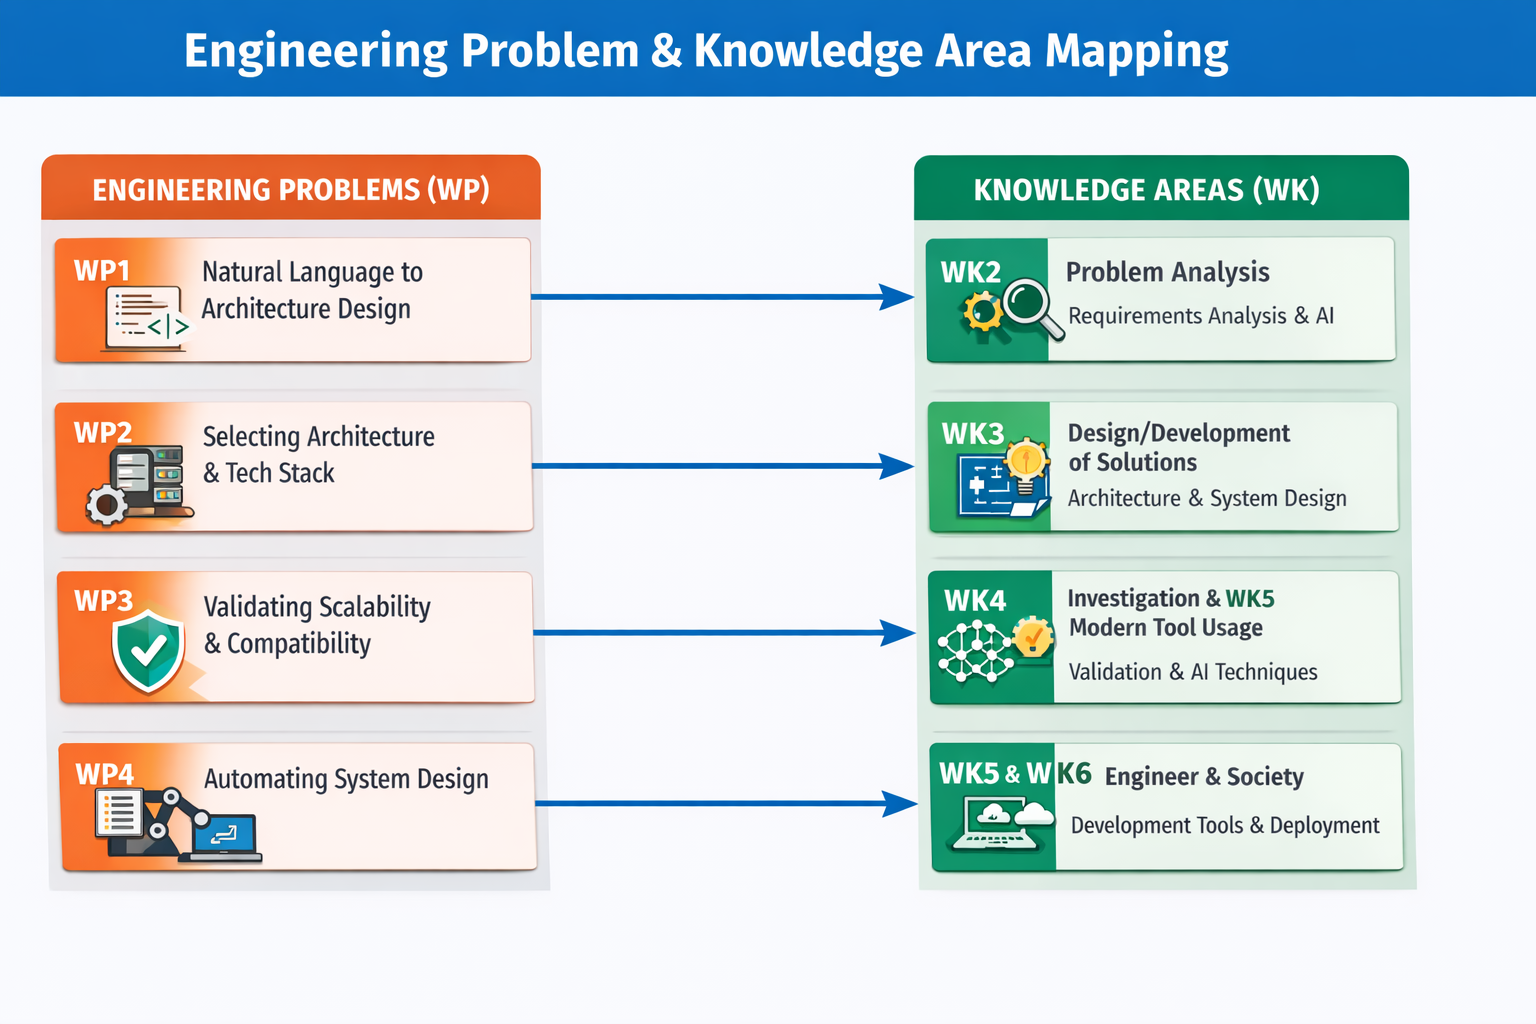 Engineering Problem & Knowledge Area Mapping
ENGINEERING PROBLEMS (WP)
WP1
Natural Language to
Architecture Design
WP2
Selecting Architecture
& Tech Stack
WP3
Validating Scalability
& Compatibility
WP4
Automating System Design
KNOWLEDGE AREAS (WK)
WK2
Problem Analysis
Requirements Analysis & AI
WK3
Design/Development
of Solutions
Architecture & System Design
WK4
Investigation & WK5
Modern Tool Usage
Validation & AI Techniques
WK5 & WK6 Engineer & Society
Development Tools & Deployment